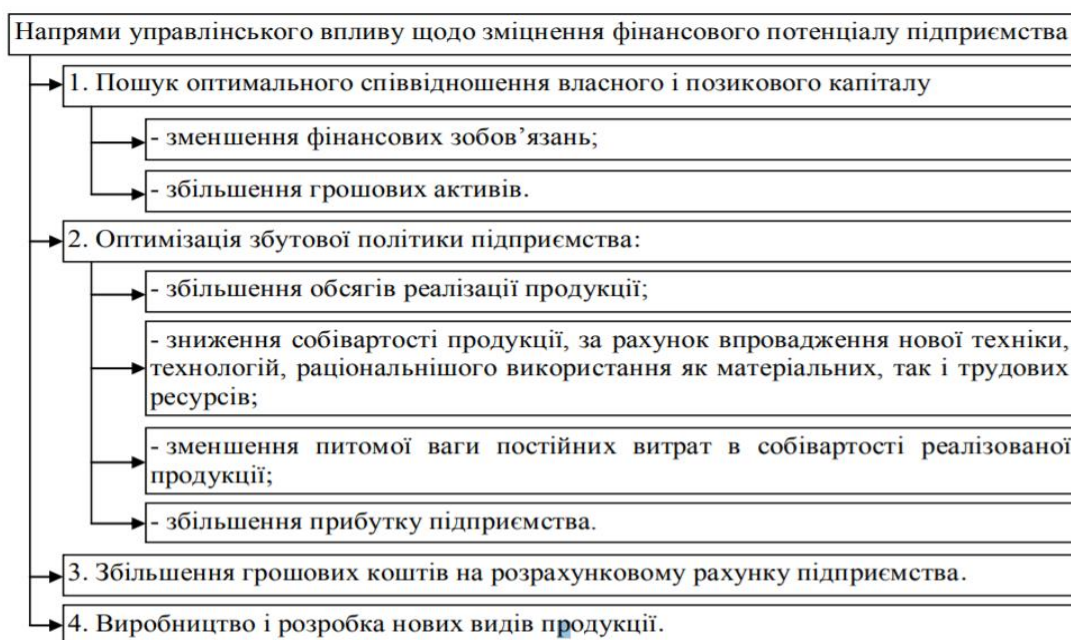 Напрями управлінського впливу щодо зміцнення фінансового потенціалу підприємства
1. Пошук оптимального співвідношення власного і позикового капіталу
- зменшення фінансових зобов’язань;
- збільшення грошових активів.
2. Оптимізація збутової політики підприємства:
- збільшення обсягів реалізації продукції;
- зниження собівартості продукції, за рахунок впровадження нової техніки,
технологій, раціональнішого використання як матеріальних, так і трудових
ресурсів;
- зменшення питомої ваги постійних витрат в собівартості реалізованої
продукції;
- збільшення прибутку підприємства.
3. Збільшення грошових коштів на розрахунковому рахунку підприємства.
4. Виробництво і розробка нових видів продукції.